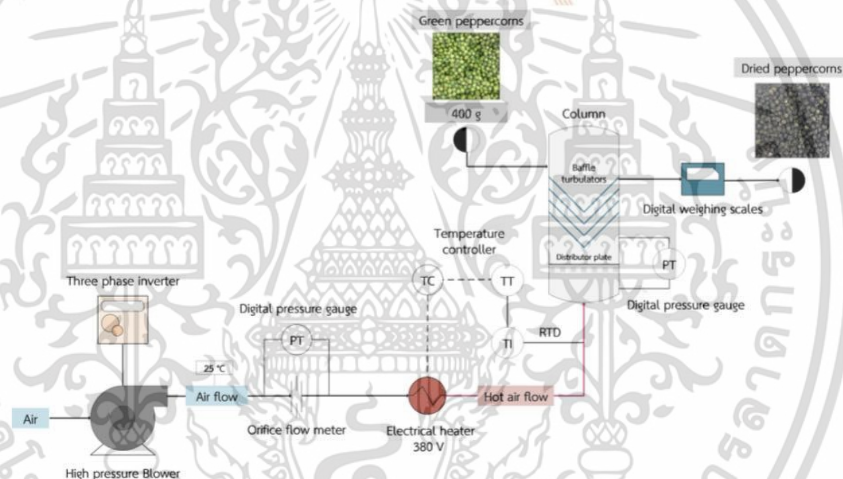 Green peppercorns
400 g
Column
Dried peppercorns
Baffle
turbulators
Digital weighing scales
Temperature
controller
Distributor plate
TC
TT
PT
Three phase inverter
Digital pressure gauge
Digital pressure gauge
PT
TI
RTD
25 °C
Air flow
Hot air flow
Air
Orifice flow meter
Electrical heater
380 V
High pressure Blower